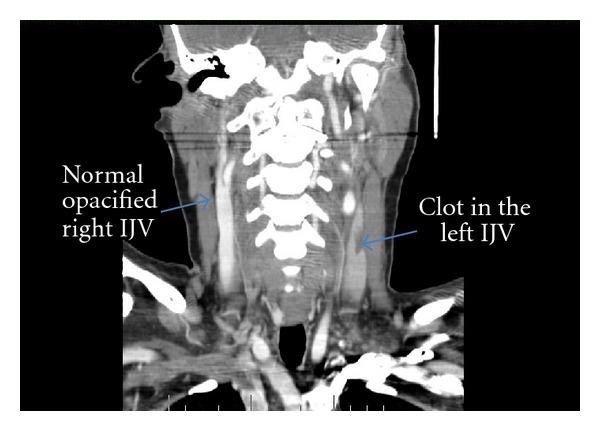 Normal
opacified
right IJV
Clot in the
left IJV